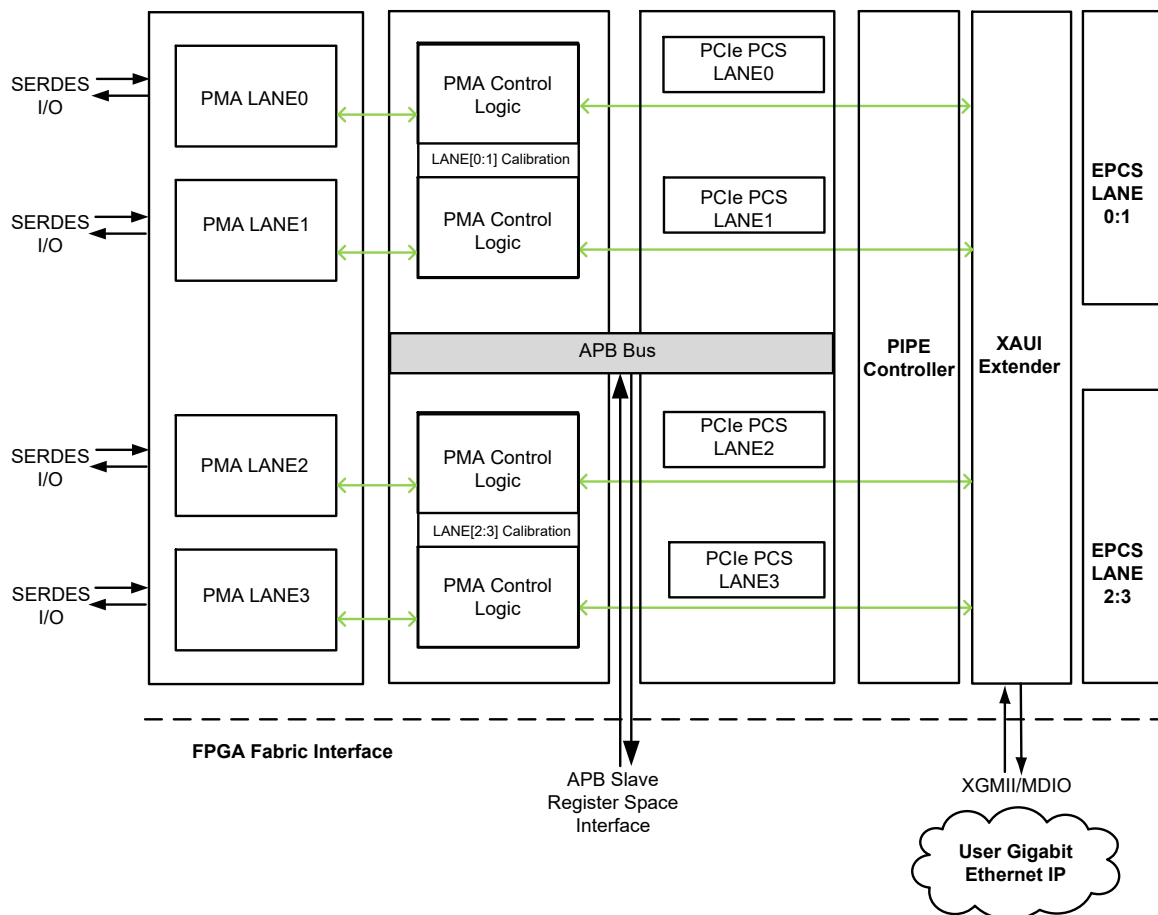 SERDES
I/O
PMA LANE0
PMA Control
Logic
PCIe PCS
LANE0
LANE[0:1] Calibration
SERDES
I/O
PMA LANE1
PMA Control
Logic
PCIe PCS
LANE1
EPCS
LANE
0:1
APB Bus
PIPE
Controller
XAUI
Extender
SERDES
I/O
PMA LANE2
PMA Control
Logic
PCIe PCS
LANE2
LANE[2:3] Calibration
SERDES
I/O
PMA LANE3
PMA Control
Logic
PCIe PCS
LANE3
EPCS
LANE
2:3
FPGA Fabric Interface
APB Slave
Register Space
Interface
XGMII/MDIO
User Gigabit
Ethernet IP